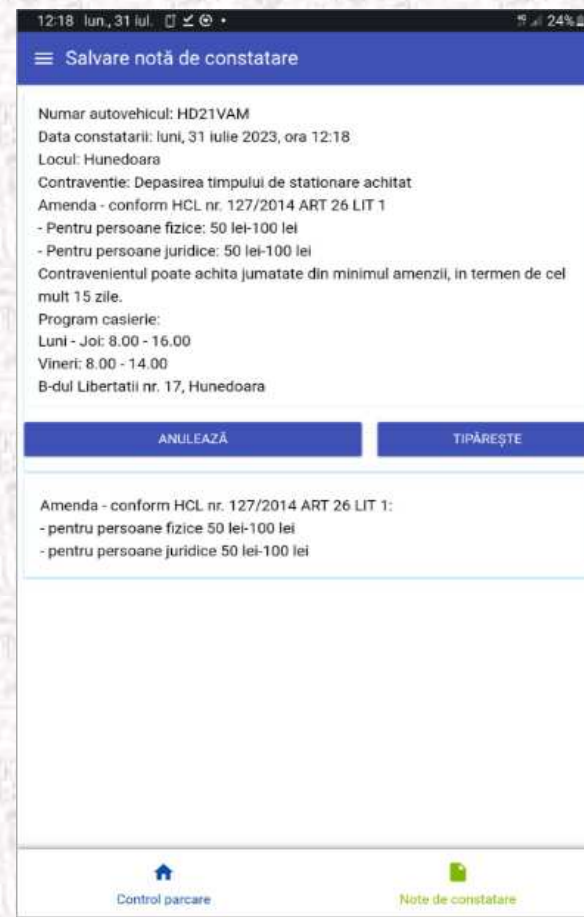 12:18 lun., 31 iul.
24%
Salvare notă de constatare
Numar autovehicul: HD21VAM
Data constatarii: luni, 31 iulie 2023, ora 12:18
Locul: Hunedoara
Contraventie: Depasirea timpului de stationare achitat
Amenda - conform HCL nr. 127/2014 ART 26 LIT 1
- Pentru persoane fizice: 50 lei-100 lei
- Pentru persoane juridice: 50 lei-100 lei
Contravenientul poate achita jumatate din minimul amenzii, in termen de cel
mult 15 zile.
Program casierie:
Luni - Joi: 8.00 - 16.00
Vineri: 8.00 - 14.00
B-dul Libertatii nr. 17, Hunedoara
ANULEAZĂ
TIPĂREȘTE
Amenda - conform HCL nr. 127/2014 ART 26 LIT 1:
- pentru persoane fizice 50 lei-100 lei
- pentru persoane juridice 50 lei-100 lei
Control parcare
Note de constatare